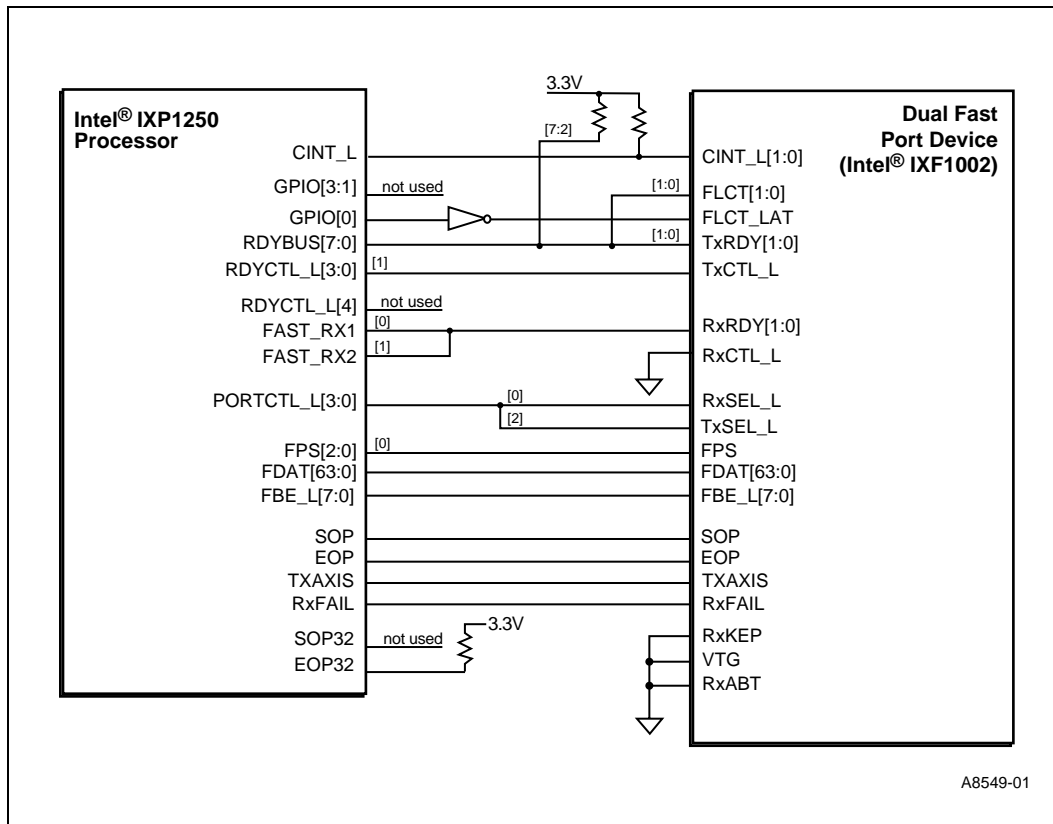 Intel® IXP1250
Processor
CINT_L
GPIO[3:1] not used
GPIO[0]
RDYBUS[7:0]
RDYCTL_L[3:0] [1]
RDYCTL_L[4] not used
FAST_RX1 [0]
FAST_RX2 [1]
PORTCTL_L[3:0]
FPS[2:0] [0]
FDAT[63:0]
FBE_L[7:0]
SOP
EOP
TXAXIS
RxFAIL
SOP32 not used
EOP32
3.3V
3.3V
[7:2]
[1:0]
[1:0]
[0]
[2]
Dual Fast
Port Device
(Intel® IXF1002)
CINT_L[1:0]
FLCT[1:0]
FLCT_LAT
TxRDY[1:0]
TxCTL_L
RxRDY[1:0]
RxCTL_L
RxSEL_L
TxSEL_L
FPS
FDAT[63:0]
FBE_L[7:0]
SOP
EOP
TXAXIS
RxFAIL
RxKEP
VTG
RxABT
A8549-01